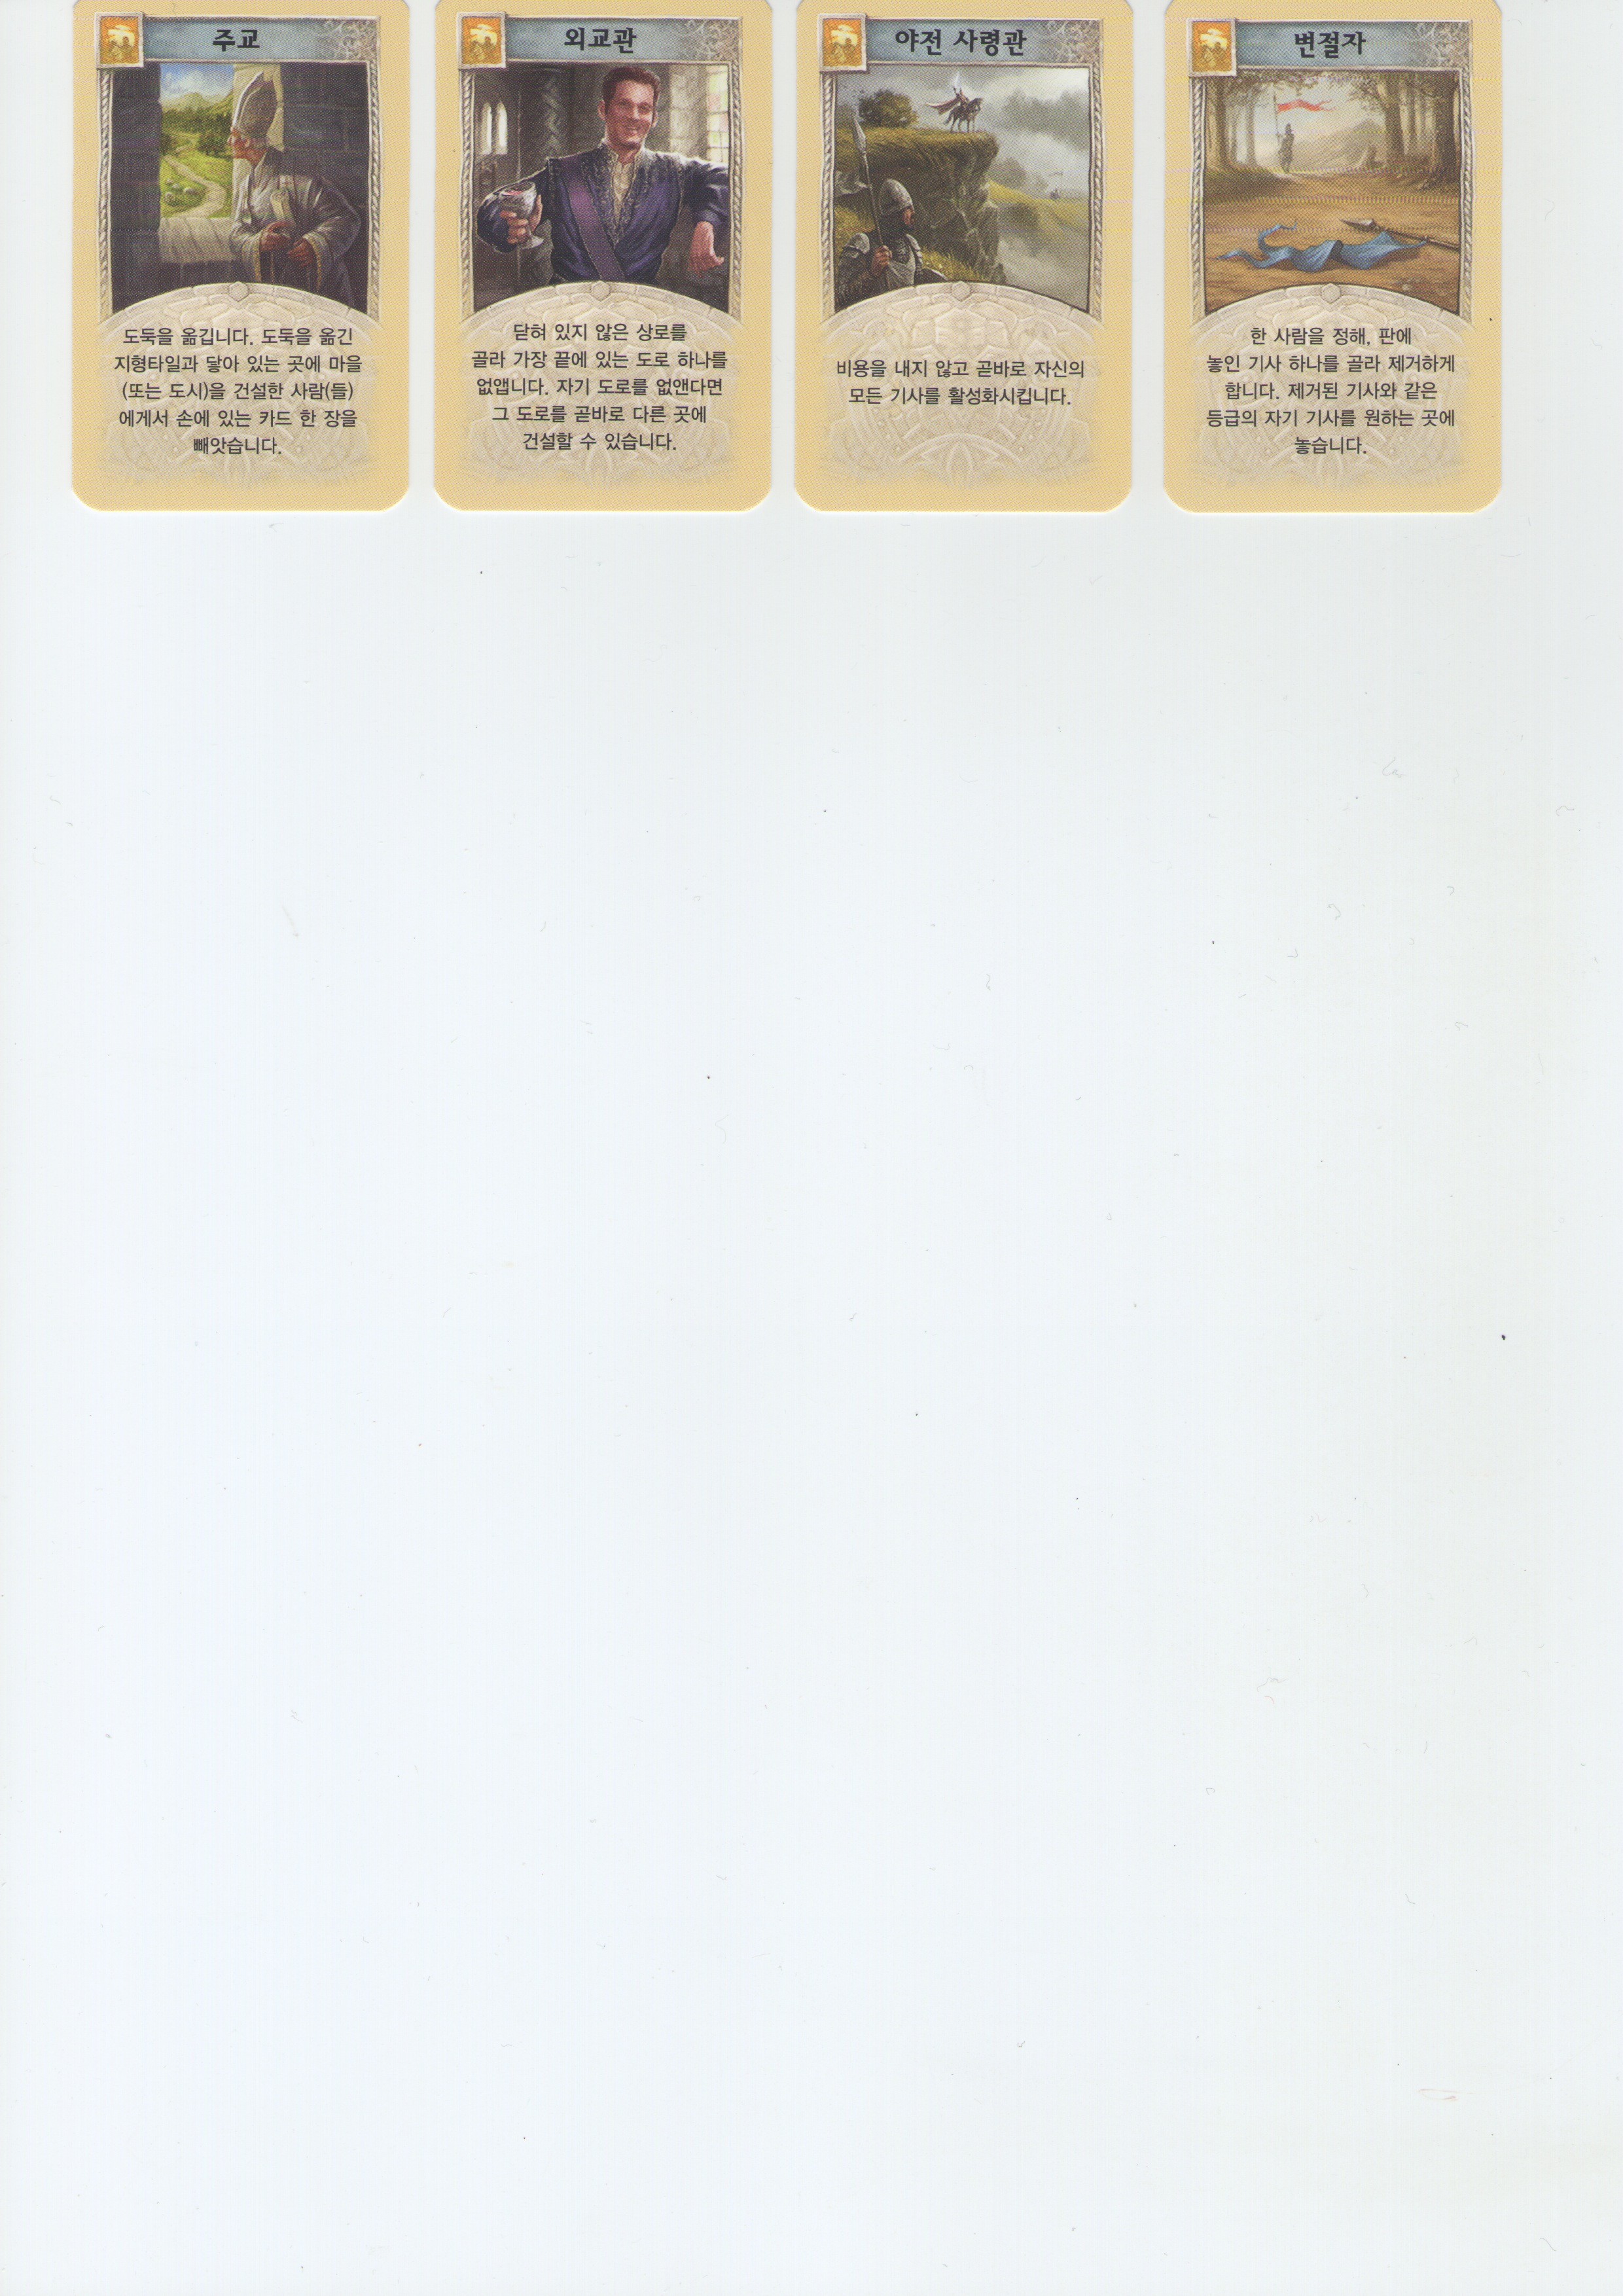 주교
도둑을 옮깁니다. 도둑을 옮긴
지형타일과 닿아 있는 곳에 마을
(또는 도시)을 건설한 사람(들)
에게서 손에 있는 카드 한 장을
빼앗습니다.
외교관
닫혀 있지 않은 상로를
골라 가장 끝에 있는 도로 하나를
없앱니다. 자기 도로를 없앤다면
그 도로를 곧바로 다른 곳에
건설할 수 있습니다.
야전 사령관
비용을 내지 않고 곧바로 자신의
모든 기사를 활성화시킵니다.
변절자
한 사람을 정해, 판에
놓인 기사 하나를 골라 제거하게
합니다. 제거된 기사와 같은
등급의 자기 기사를 원하는 곳에
놓습니다.